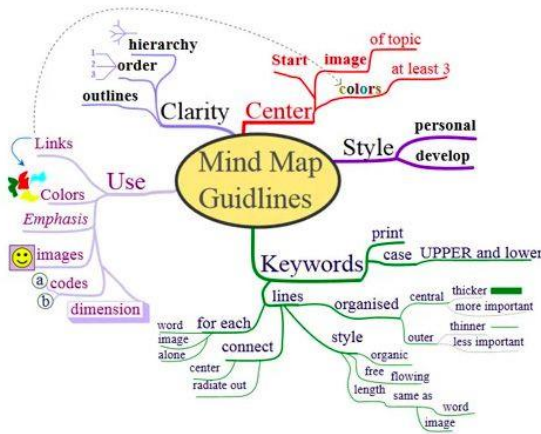 Mind Map
Guidlines
Center
Start
image
of topic
colors
at least 3
Style
personal
develop
Keywords
print
case
UPPER and lower
lines
organised
central
thicker
more important
outer
thinner
less important
style
organic
free
flowing
length
same as
word
image
connect
center
radiate out
for each
word
image
alone
Use
Links
Colors
Emphasis
images
a
b
codes
dimension
Clarity
hierarchy
1
2
3
order
outlines